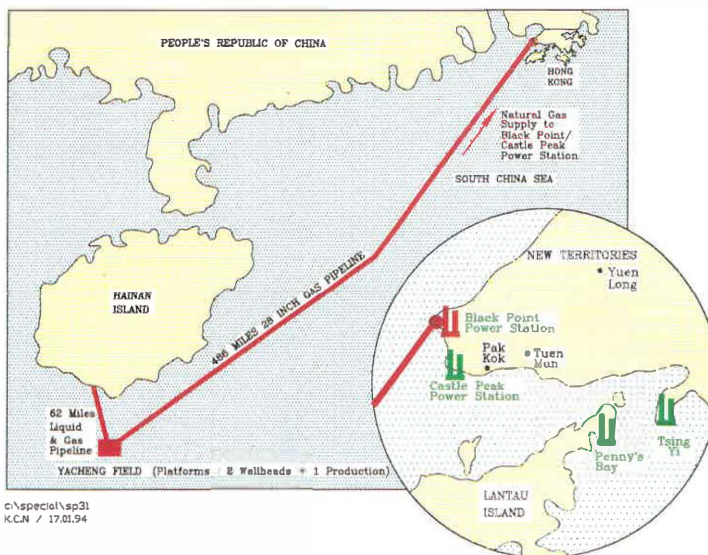 PEOPLE'S REPUBLIC OF CHINA
HONG
KONG
Natural Gas
Supply to
Black Point/
Castle Peak
Power Station
SOUTH CHINA SEA
HAINAN
ISLAND
486 MILES 28 INCH GAS PIPELINE
62 Miles
Liquid
& Gas
Pipeline
YACHENG FIELD (Platforms : 2 Wellheads + 1 Production)
NEW TERRITORIES
Yuen
Long
Black Point
Power Station
Pak
Kok
Tuen
Mun
Castle Peak
Power Station
Penny's
Bay
Tsing
Yi
LANTAU
ISLAND
c:\special\sp31
K.C.N / 17.01.94